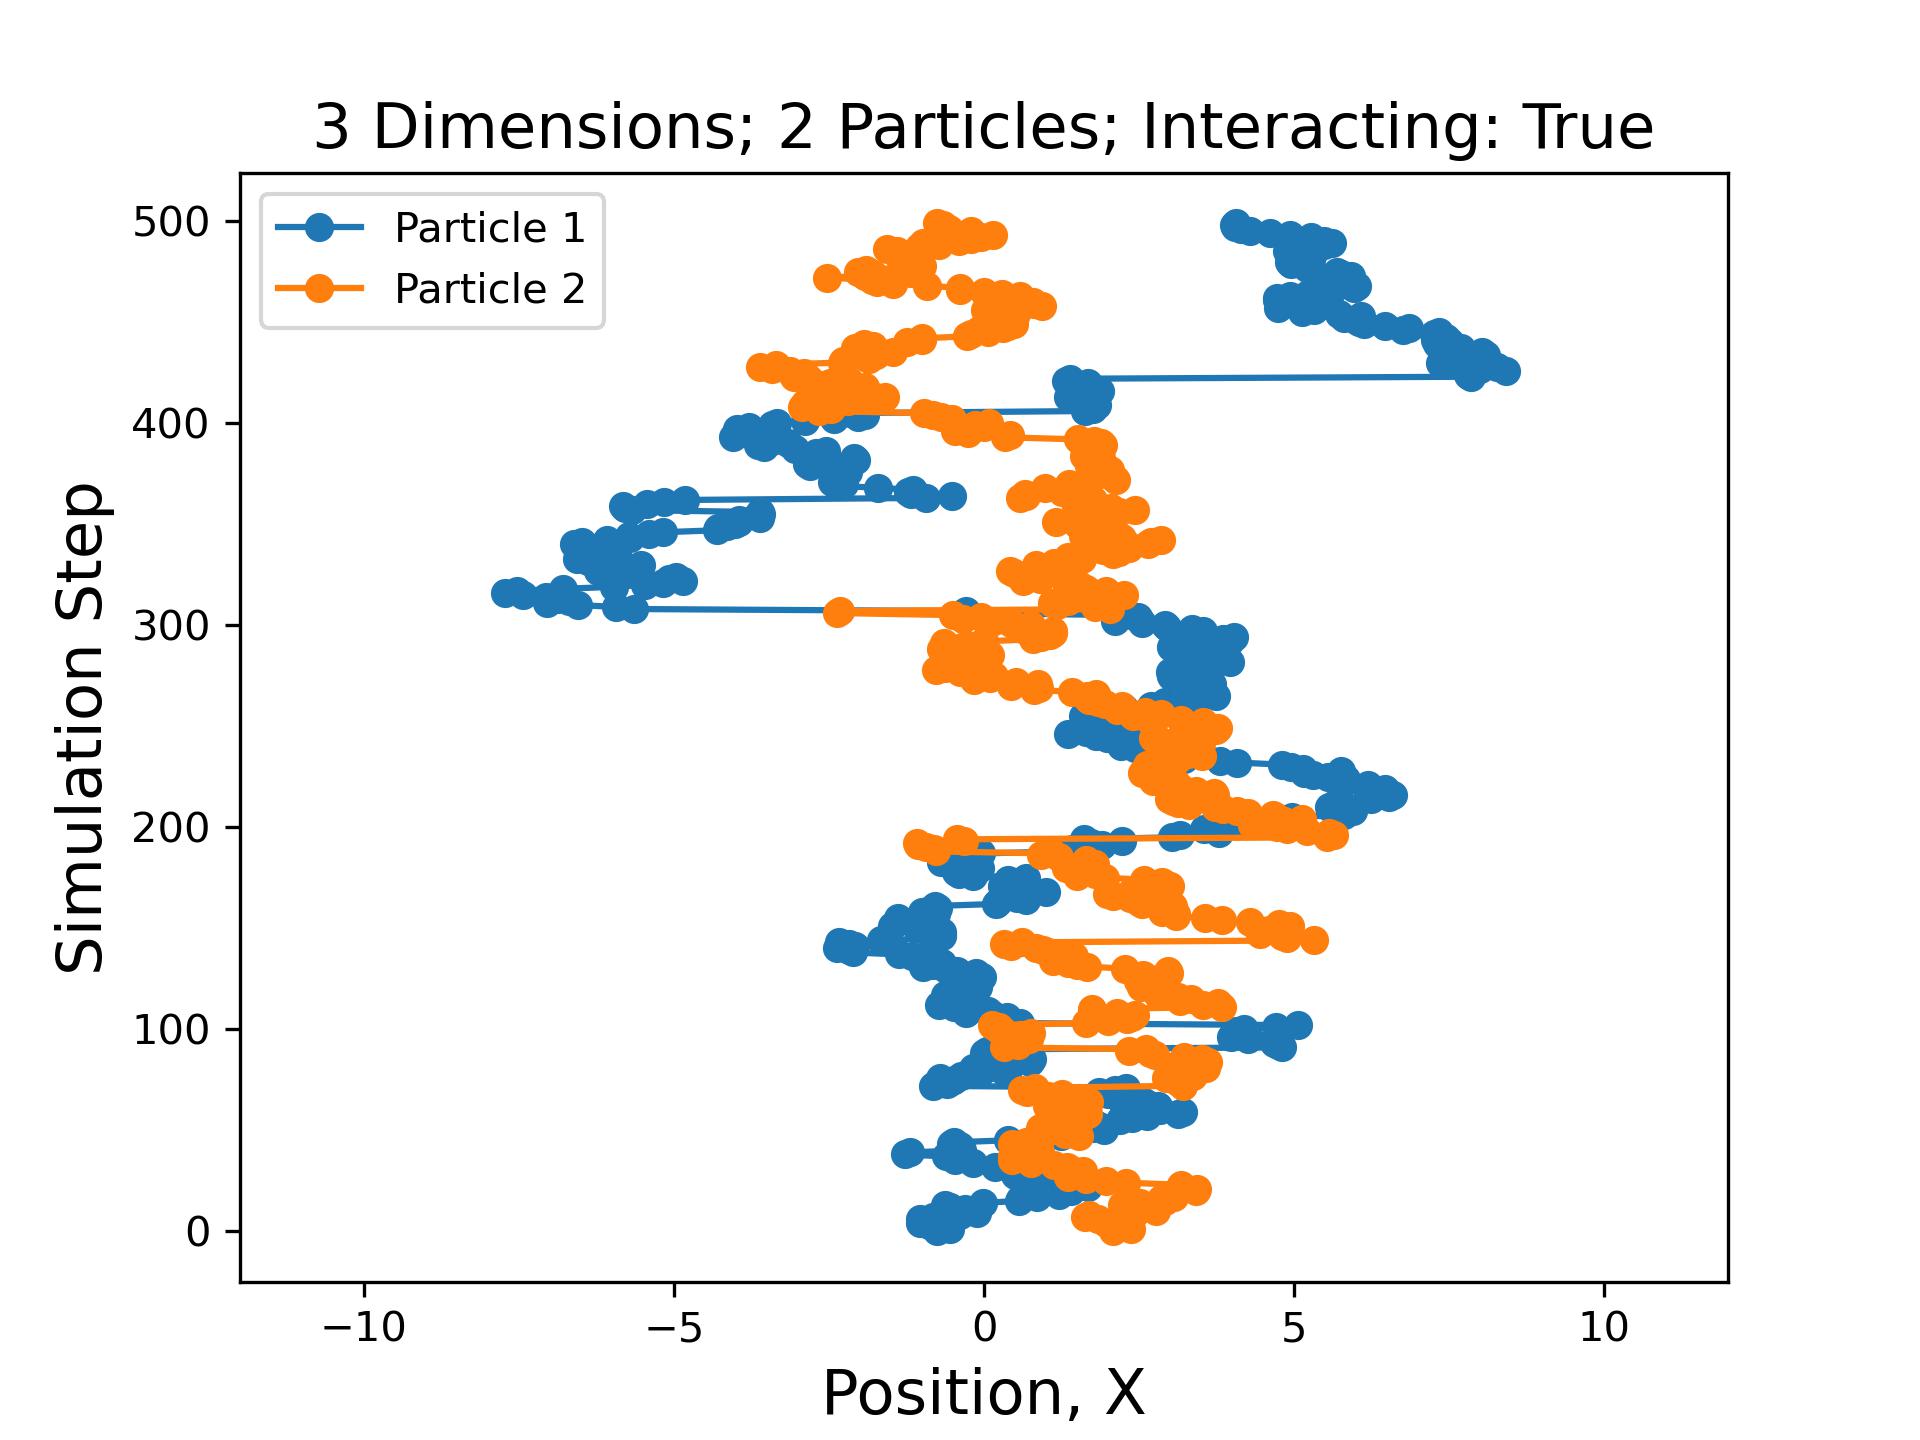 3 Dimensions; 2 Particles; Interacting: True
Particle 1
Particle 2
Simulation Step
500
400
300
200
100
0
−10
−5
0
5
10
Position, X